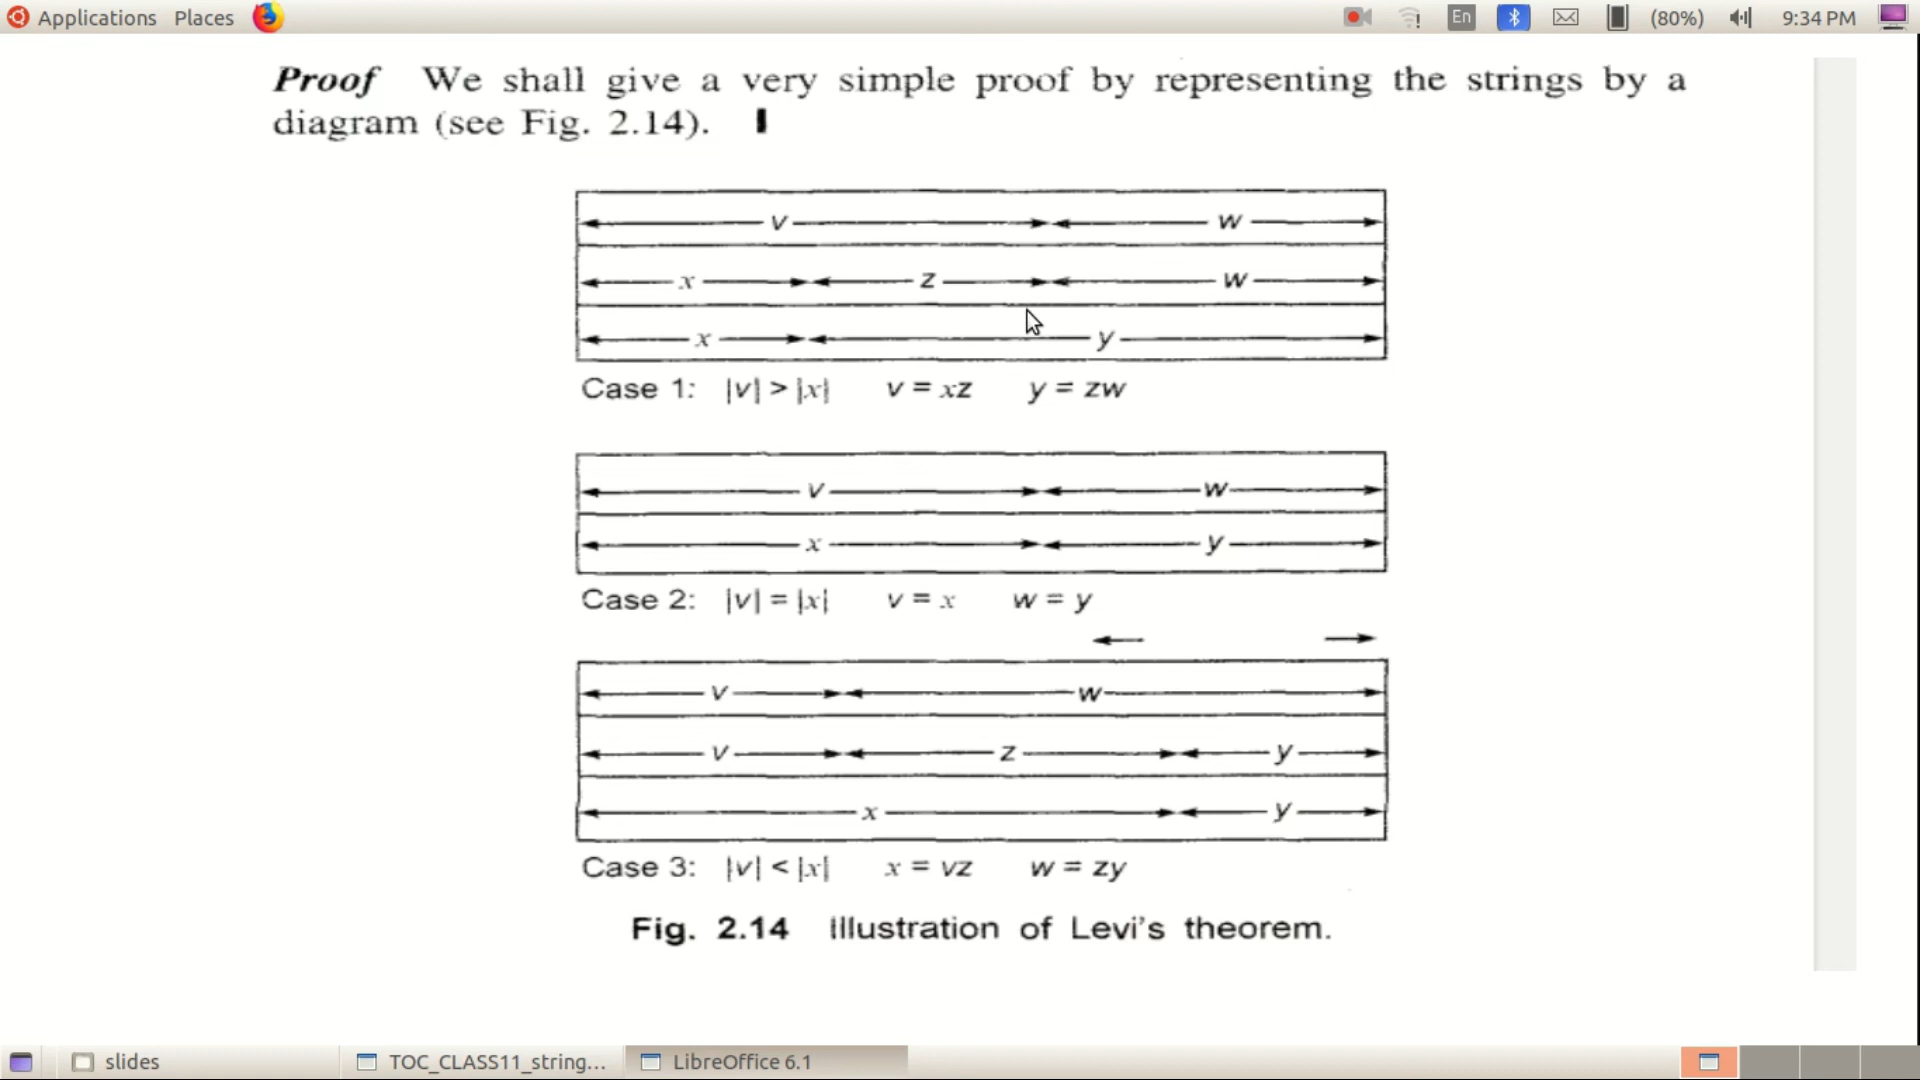 Applications Places En (80%) 9:34 PM
Proof We shall give a very simple proof by representing the strings by a
diagram (see Fig. 2.14).
v w
x z w
x y
Case 1: |v| > |x| v = xz y = zw
v w
x y
Case 2: |v| = |x| v = x w = y
v w
v z y
x y
Case 3: |v| < |x| x = vz w = zy
Fig. 2.14 Illustration of Levi's theorem.
slides TOC_CLASS11_string... LibreOffice 6.1